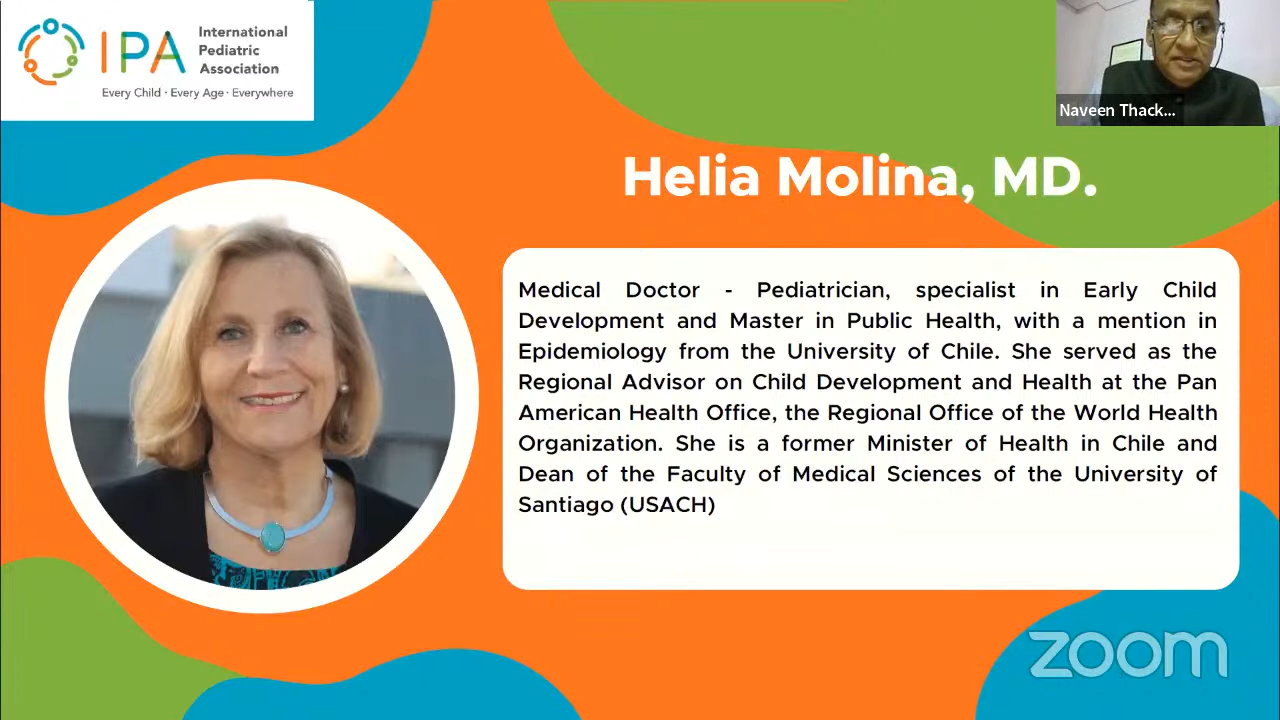 IPA
International
Pediatric
Association
Every Child · Every Age · Everywhere
Naveen Thack...
Helia Molina, MD.
Medical Doctor - Pediatrician, specialist in Early Child
Development and Master in Public Health, with a mention in
Epidemiology from the University of Chile. She served as the
Regional Advisor on Child Development and Health at the Pan
American Health Office, the Regional Office of the World Health
Organization. She is a former Minister of Health in Chile and
Dean of the Faculty of Medical Sciences of the University of
Santiago (USACH)
zoom